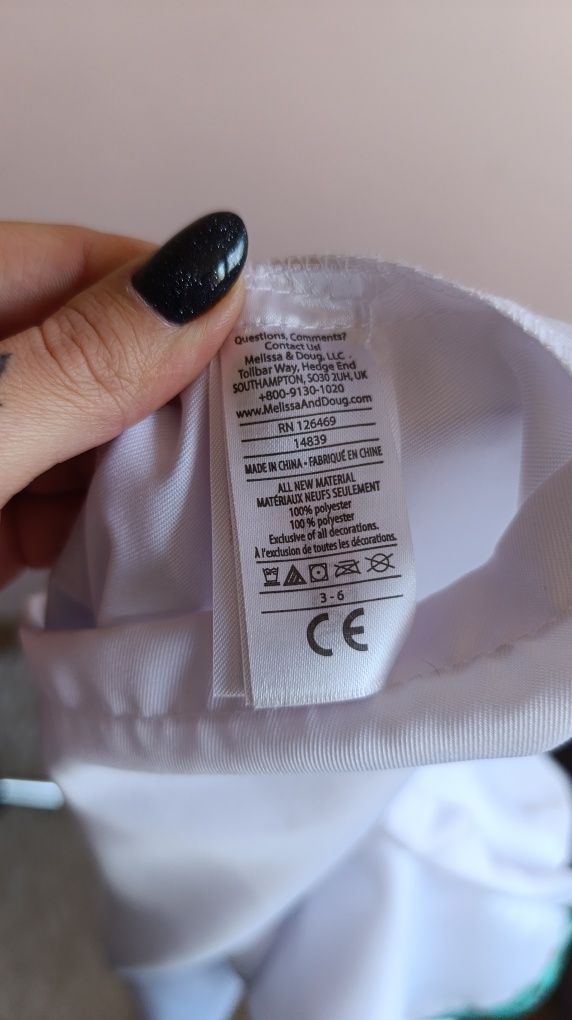 Questions, Comments?
Contact Us!
Melissa & Doug, LLC .
Tollbar Way, Hedge End
SOUTHAMPTON, SO30 2UH, UK
+800-9130-1020
www.MelissaAndDoug.com
RN 126469
14839
MADE IN CHINA • FABRIQUÉ EN CHINE
ALL NEW MATERIAL
MATÉRIAUX NEUFS SEULEMENT
100% polyester
100 % polyester
Exclusive of all decorations.
À l'exclusion de toutes les décorations.
3 - 6
CE